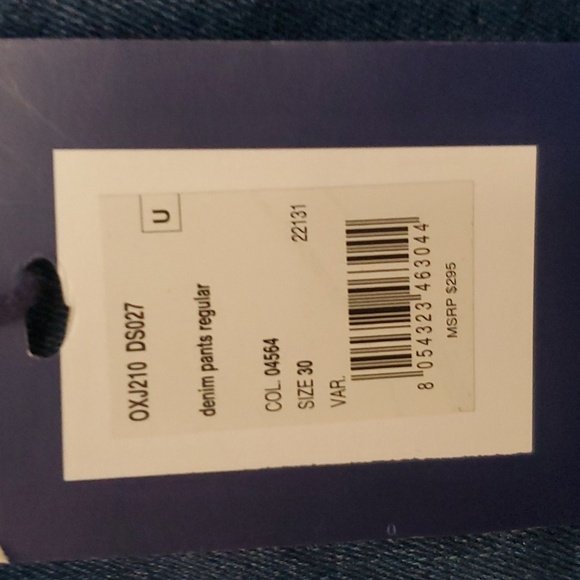 U
OXJ210 DS027
denim pants regular
COL. 04564
SIZE 30 22131
VAR.
8 054323 463044
MSRP $295